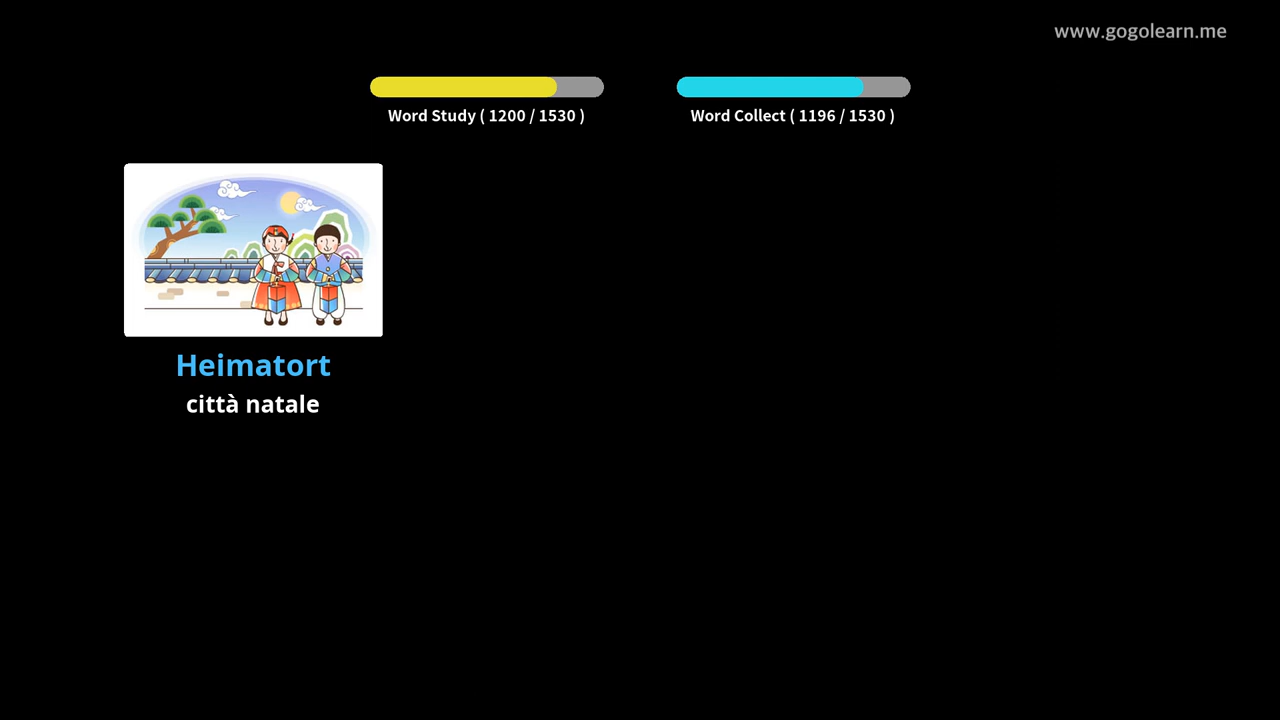 www.gogolearn.me
Word Study ( 1200 / 1530 )
Word Collect ( 1196 / 1530 )
Heimatort
città natale